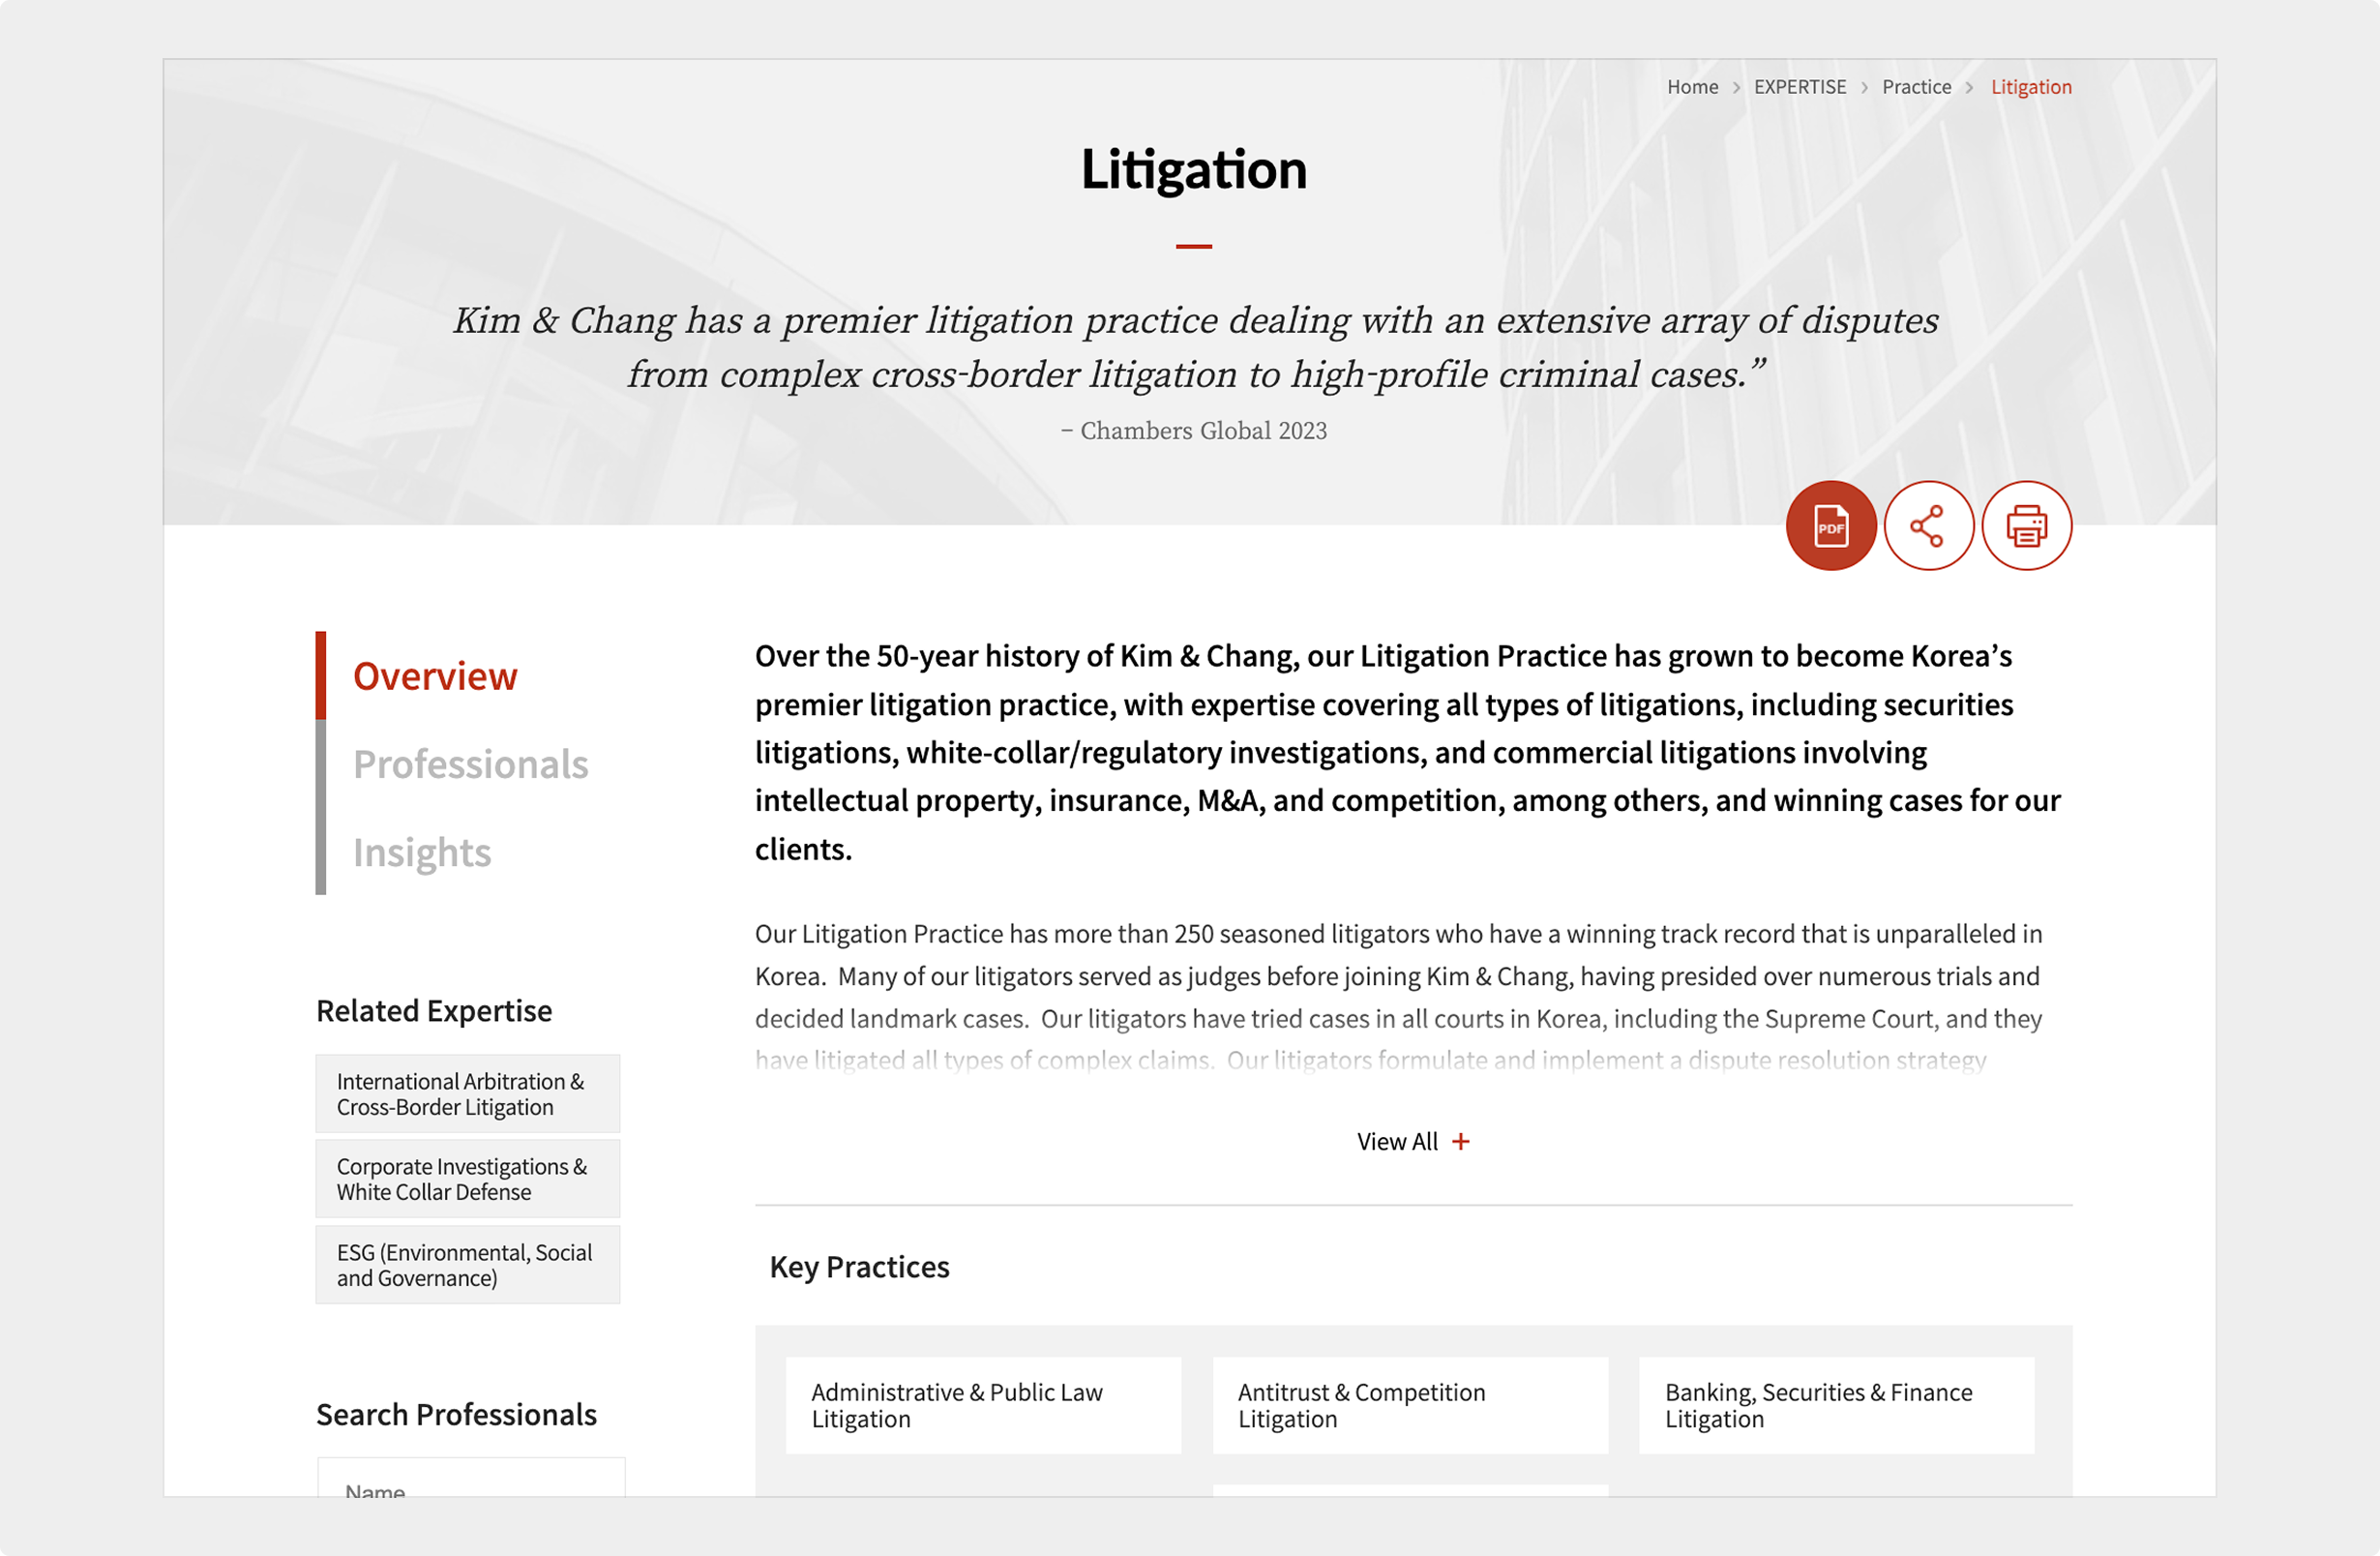 Home > EXPERTISE > Practice > Litigation
Litigation
Kim & Chang has a premier litigation practice dealing with an extensive array of disputes
from complex cross-border litigation to high-profile criminal cases.”
– Chambers Global 2023
PDF
Overview
Professionals
Insights
Related Expertise
International Arbitration &
Cross-Border Litigation
Corporate Investigations &
White Collar Defense
ESG (Environmental, Social
and Governance)
Search Professionals
Name
Over the 50-year history of Kim & Chang, our Litigation Practice has grown to become Korea’s
premier litigation practice, with expertise covering all types of litigations, including securities
litigations, white-collar/regulatory investigations, and commercial litigations involving
intellectual property, insurance, M&A, and competition, among others, and winning cases for our
clients.
Our Litigation Practice has more than 250 seasoned litigators who have a winning track record that is unparalleled in
Korea.  Many of our litigators served as judges before joining Kim & Chang, having presided over numerous trials and
decided landmark cases.  Our litigators have tried cases in all courts in Korea, including the Supreme Court, and they
have litigated all types of complex claims.  Our litigators formulate and implement a dispute resolution strategy
View All +
Key Practices
Administrative & Public Law
Litigation
Antitrust & Competition
Litigation
Banking, Securities & Finance
Litigation